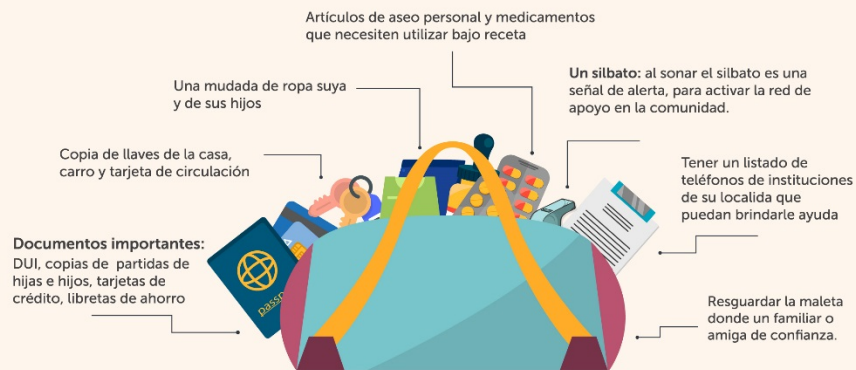 Artículos de aseo personal y medicamentos
que necesiten utilizar bajo receta
Una mudada de ropa suya
y de sus hijos
Un silbato: al sonar el silbato es una
señal de alerta, para activar la red de
apoyo en la comunidad.
Copia de llaves de la casa,
carro y tarjeta de circulación
Tener un listado de
teléfonos de instituciones
de su localida que
puedan brindarle ayuda
Documentos importantes:
DUI, copias de partidas de
hijas e hijos, tarjetas de
crédito, libretas de ahorro
passp
Resguardar la maleta
donde un familiar o
amiga de confianza.